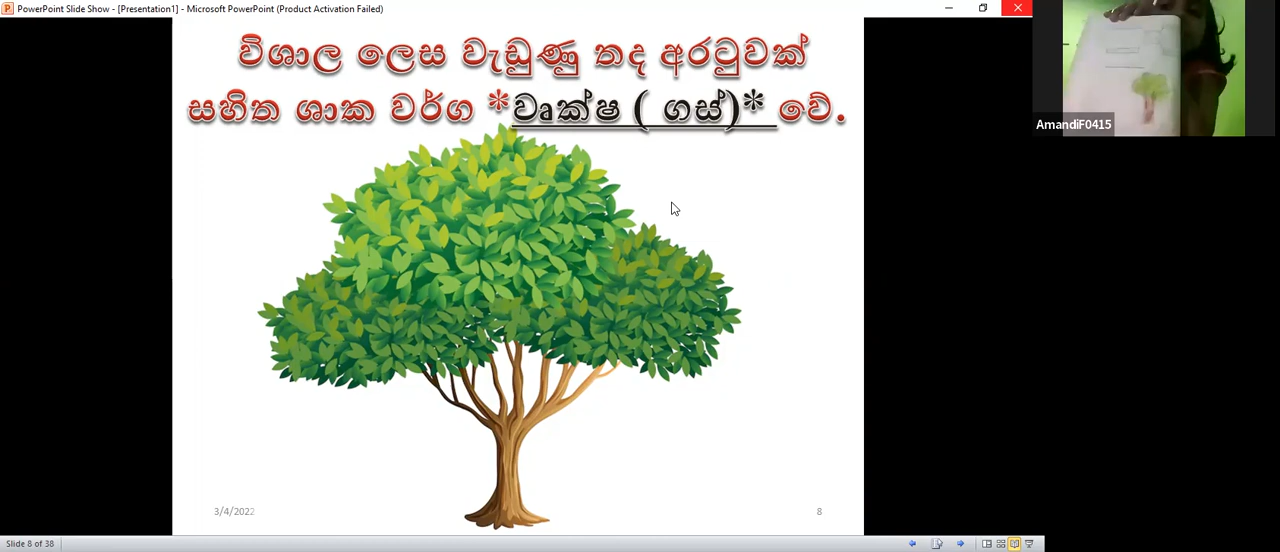 PowerPoint Slide Show - [Presentation1] - Microsoft PowerPoint (Product Activation Failed)
විශාල ලෙස වැඩුණු තද අරටුවක්
සහිත ශාක වර්ග *වෘක්ෂ ( ගස්)* වේ.
AmandiF0415
3/4/2022
8
Slide 8 of 38